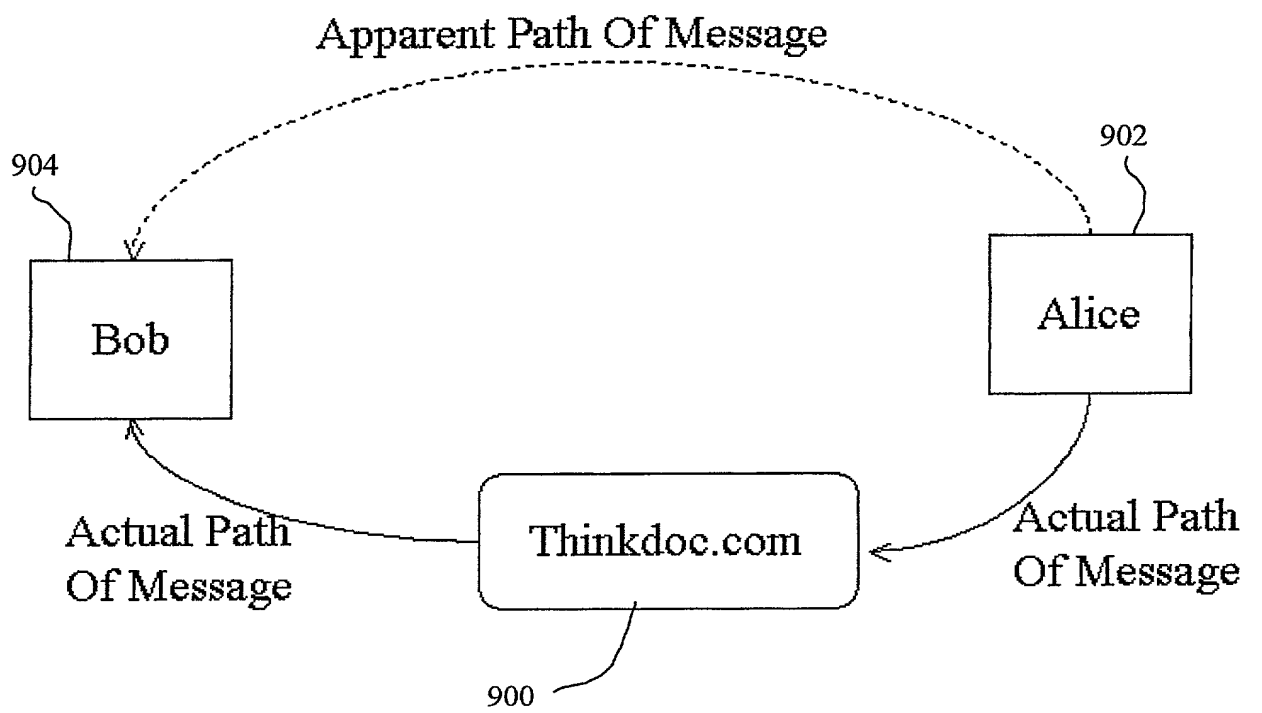 Apparent Path Of Message
902
904
Alice
Bob
Actual Path
Of Message
Thinkdoc.com
Actual Path
Of Message
900